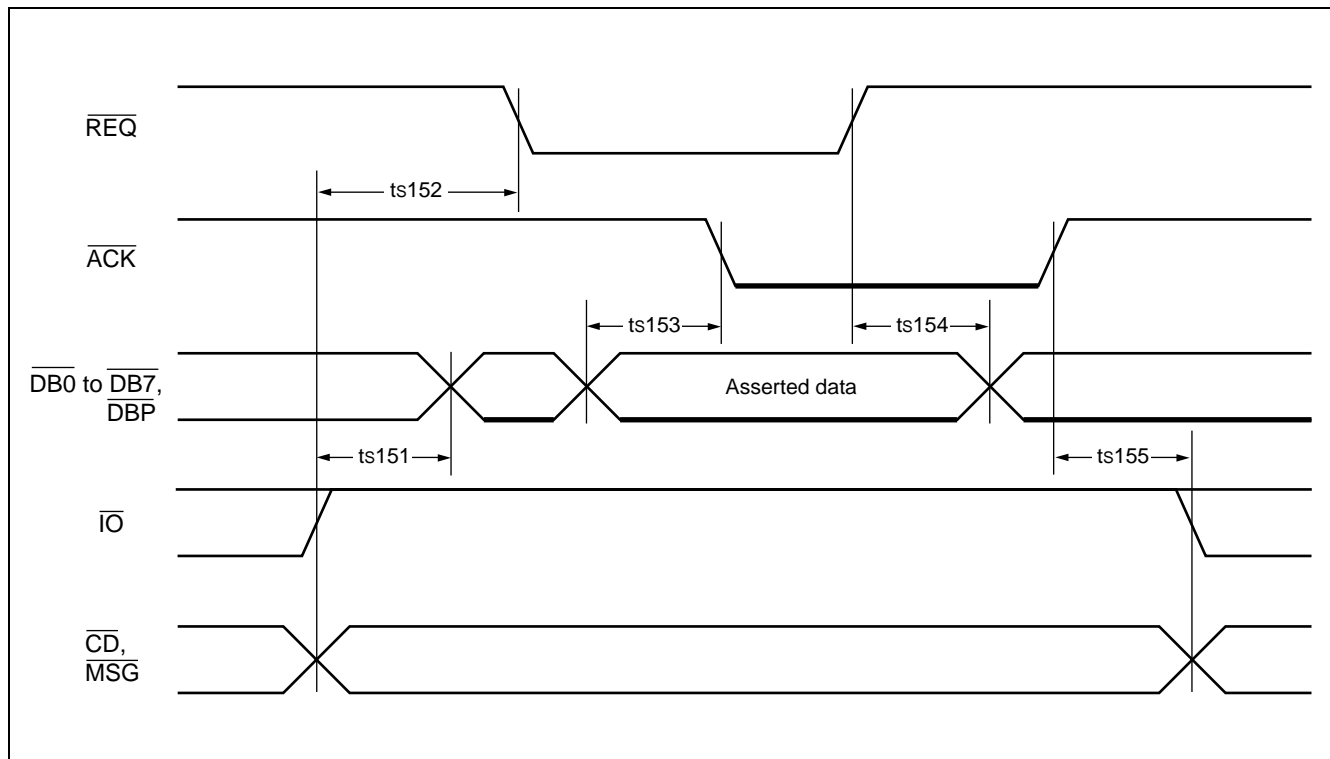 REQ
ts152
ACK
ts153
ts154
DB0 to DB7,
DBP
Asserted data
ts151
ts155
IO
CD,
MSG